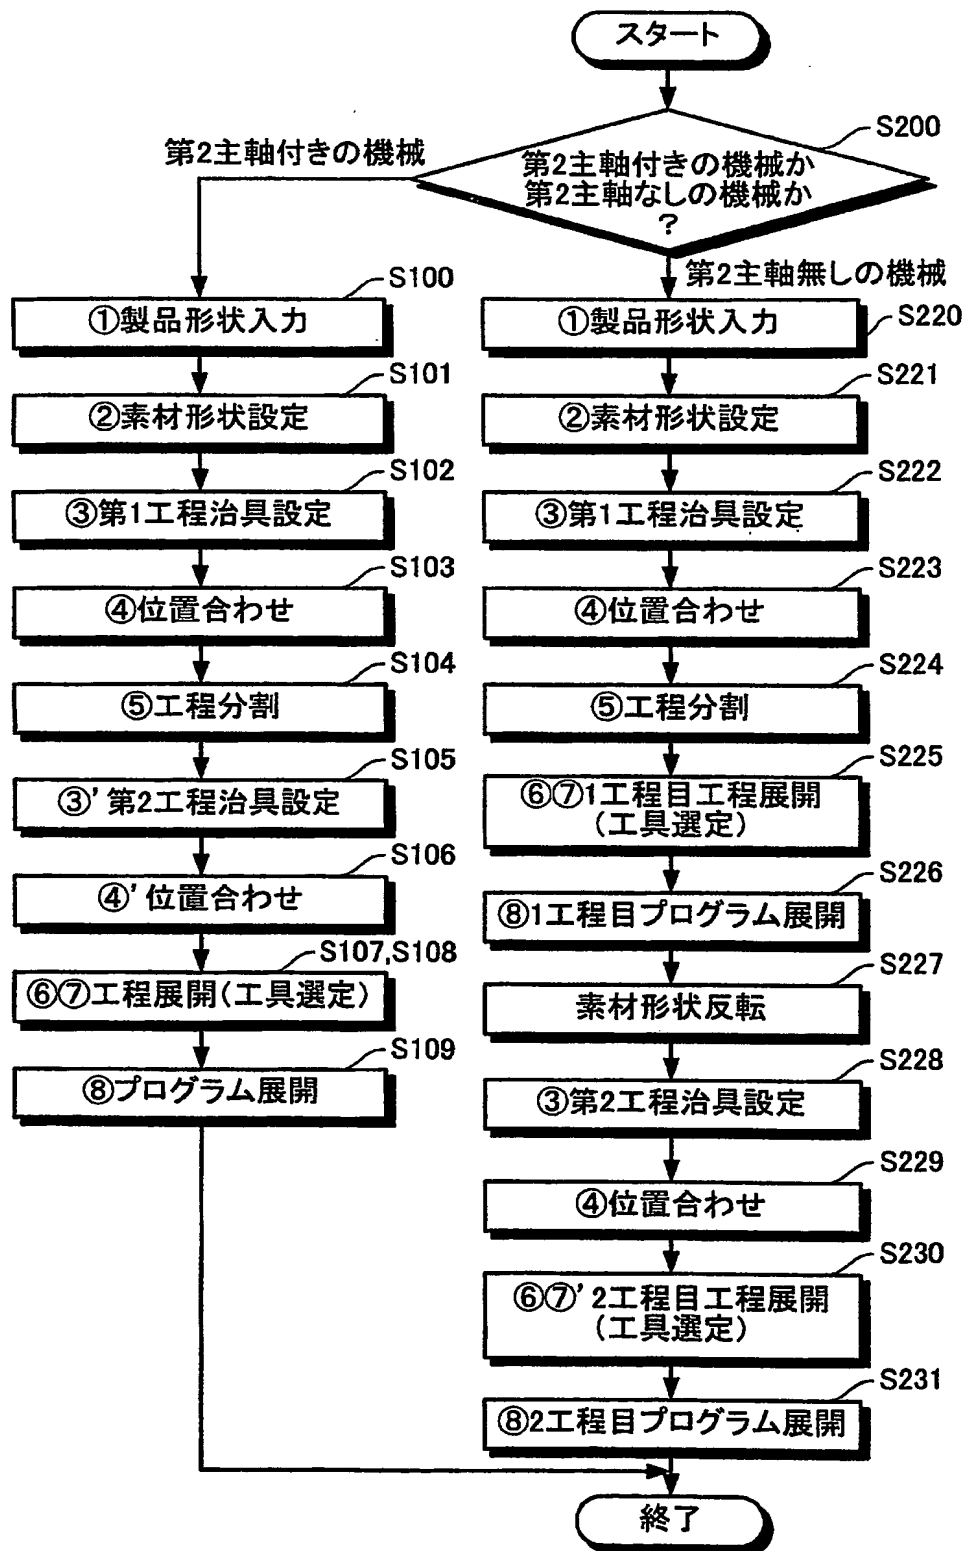 スタート
S200
第2主軸付きの機械か
第2主軸なしの機械か
?
第2主軸付きの機械
第2主軸無しの機械
S100
①製品形状入力
S101
②素材形状設定
S102
③第1工程治具設定
S103
④位置合わせ
S104
⑤工程分割
S105
③'第2工程治具設定
S106
④'位置合わせ
S107,S108
⑥⑦工程展開(工具選定)
S109
⑧プログラム展開
S220
①製品形状入力
S221
②素材形状設定
S222
③第1工程治具設定
S223
④位置合わせ
S224
⑤工程分割
S225
⑥⑦1工程目工程展開
(工具選定)
S226
⑧1工程目プログラム展開
S227
素材形状反転
S228
③第2工程治具設定
S229
④位置合わせ
S230
⑥⑦'2工程目工程展開
(工具選定)
S231
⑧2工程目プログラム展開
終了